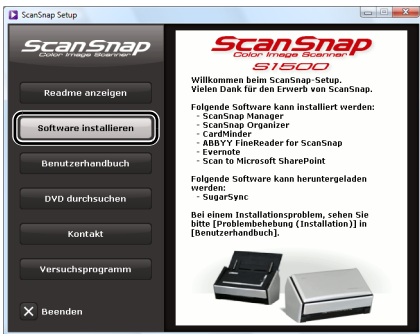 ScanSnap Setup
ScanSnap
Color Image Scanner
Readme anzeigen
Software installieren
Benutzerhandbuch
DVD durchsuchen
Kontakt
Versuchsprogramm
Beenden
ScanSnap
Color Image Scanner
S1500
Willkommen beim ScanSnap-Setup.
Vielen Dank für den Erwerb von ScanSnap.
Folgende Software kann installiert werden:
- ScanSnap Manager
- ScanSnap Organizer
- CardMinder
- ABBYY FineReader for ScanSnap
- Evernote
- Scan to Microsoft SharePoint
Folgende Software kann heruntergeladen
werden:
- SugarSync
Bei einem Installationsproblem, sehen Sie
bitte [Problembehebung (Installation)] in
[Benutzerhandbuch].